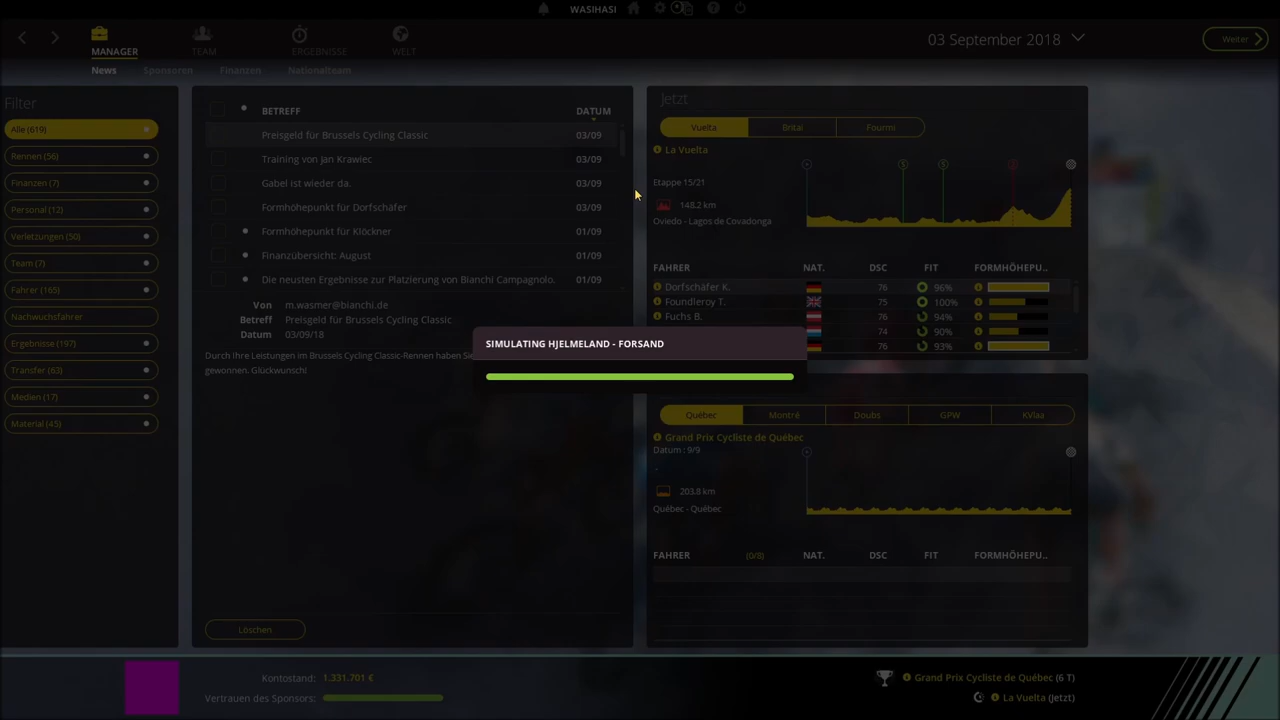 WASIHASI
MANAGER
TEAM
ERGEBNISSE
WELT
03 September 2018
Weiter
News
Sponsoren
Finanzen
Nationalteam
Filter
Alle (619)
Rennen (56)
Finanzen (7)
Personal (12)
Verletzungen (50)
Team (7)
Fahrer (165)
Nachwuchsfahrer
Ergebnisse (197)
Transfer (63)
Medien (17)
Material (45)
BETREFF DATUM
Preisgeld für Brussels Cycling Classic 03/09
Training von Jan Krawiec 03/09
Gabel ist wieder da. 03/09
Formhöhepunkt für Dorfschäfer 03/09
Formhöhepunkt für Klöckner 01/09
Finanzübersicht: August 01/09
Die neusten Ergebnisse zur Platzierung von Bianchi Campagnolo. 01/09
Von m.wasmer@bianchi.de
Betreff Preisgeld für Brussels Cycling Classic
Datum 03/09/18
Durch Ihre Leistungen im Brussels Cycling Classic-Rennen haben Sie
gewonnen. Glückwunsch!
Löschen
SIMULATING HJELMELAND - FORSAND
Jetzt
Vuelta
Brital
Fourmi
La Vuelta
Etappe 15/21
148.2 km
Oviedo - Lagos de Covadonga
S
S
FAHRER NAT. DSC FIT FORMHÖHEPU..
Dorfschäfer K. 76 96%
Foundleroy T. 75 100%
Fuchs B. 76 94%
74 90%
76 93%
Québec
Montré
Doubs
GPW
KVlaa
Grand Prix Cycliste de Québec
Datum : 9/9
-
203.8 km
Québec - Québec
FAHRER (0/8) NAT. DSC FIT FORMHÖHEPU..
Kontostand: 1.331.701 €
Vertrauen des Sponsors:
Grand Prix Cycliste de Québec (6 T)
La Vuelta (Jetzt)